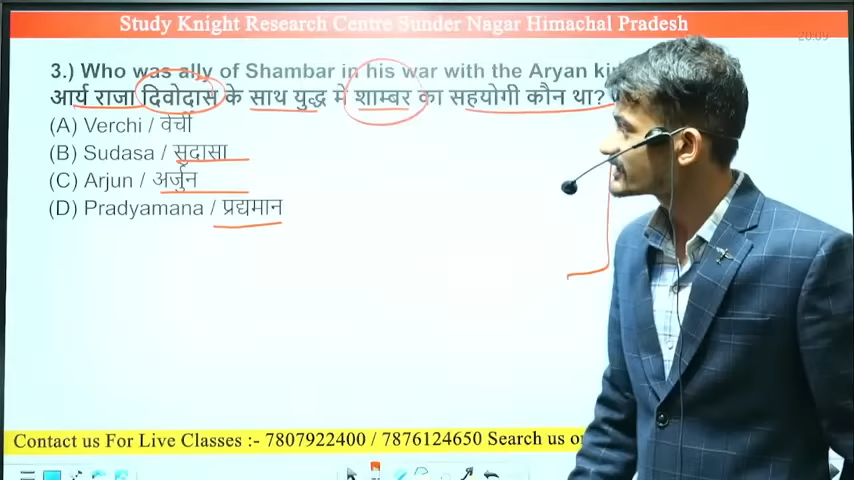 Study Knight Research Centre Sunder Nagar Himachal Pradesh
20:09
3.) Who was ally of Shambar in his war with the Aryan
आर्य राजा दिवोदास के साथ युद्ध मे शाम्बर का सहयोगी कौन था?
(A) Verchi / वेर्ची
(B) Sudasa / सुदासा
(C) Arjun / अर्जुन
(D) Pradyamana / प्रद्यमान
Contact us For Live Classes :- 7807922400 / 7876124650 Search us